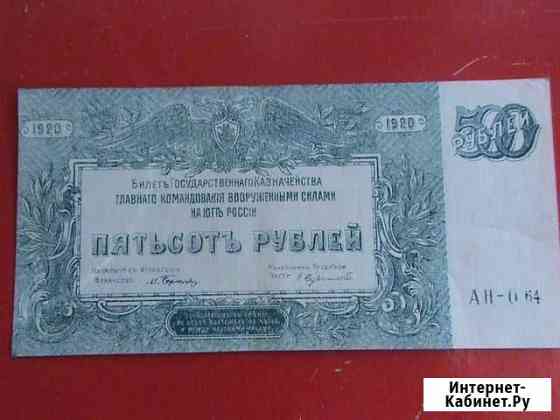 1920
1920
500
РУБЛЕЙ
БИЛЕТЪ ГОСУДАРСТВЕННАГО КАЗНАЧЕЙСТВА
ГЛАВНАГО КОМАНДОВАНІЯ ВООРУЖЕННЫМИ СИЛАМИ
НА ЮГѢ РОССІИ
ПЯТЬСОТЪ РУБЛЕЙ
АН-064
Интернет-
Кабинет.Ру